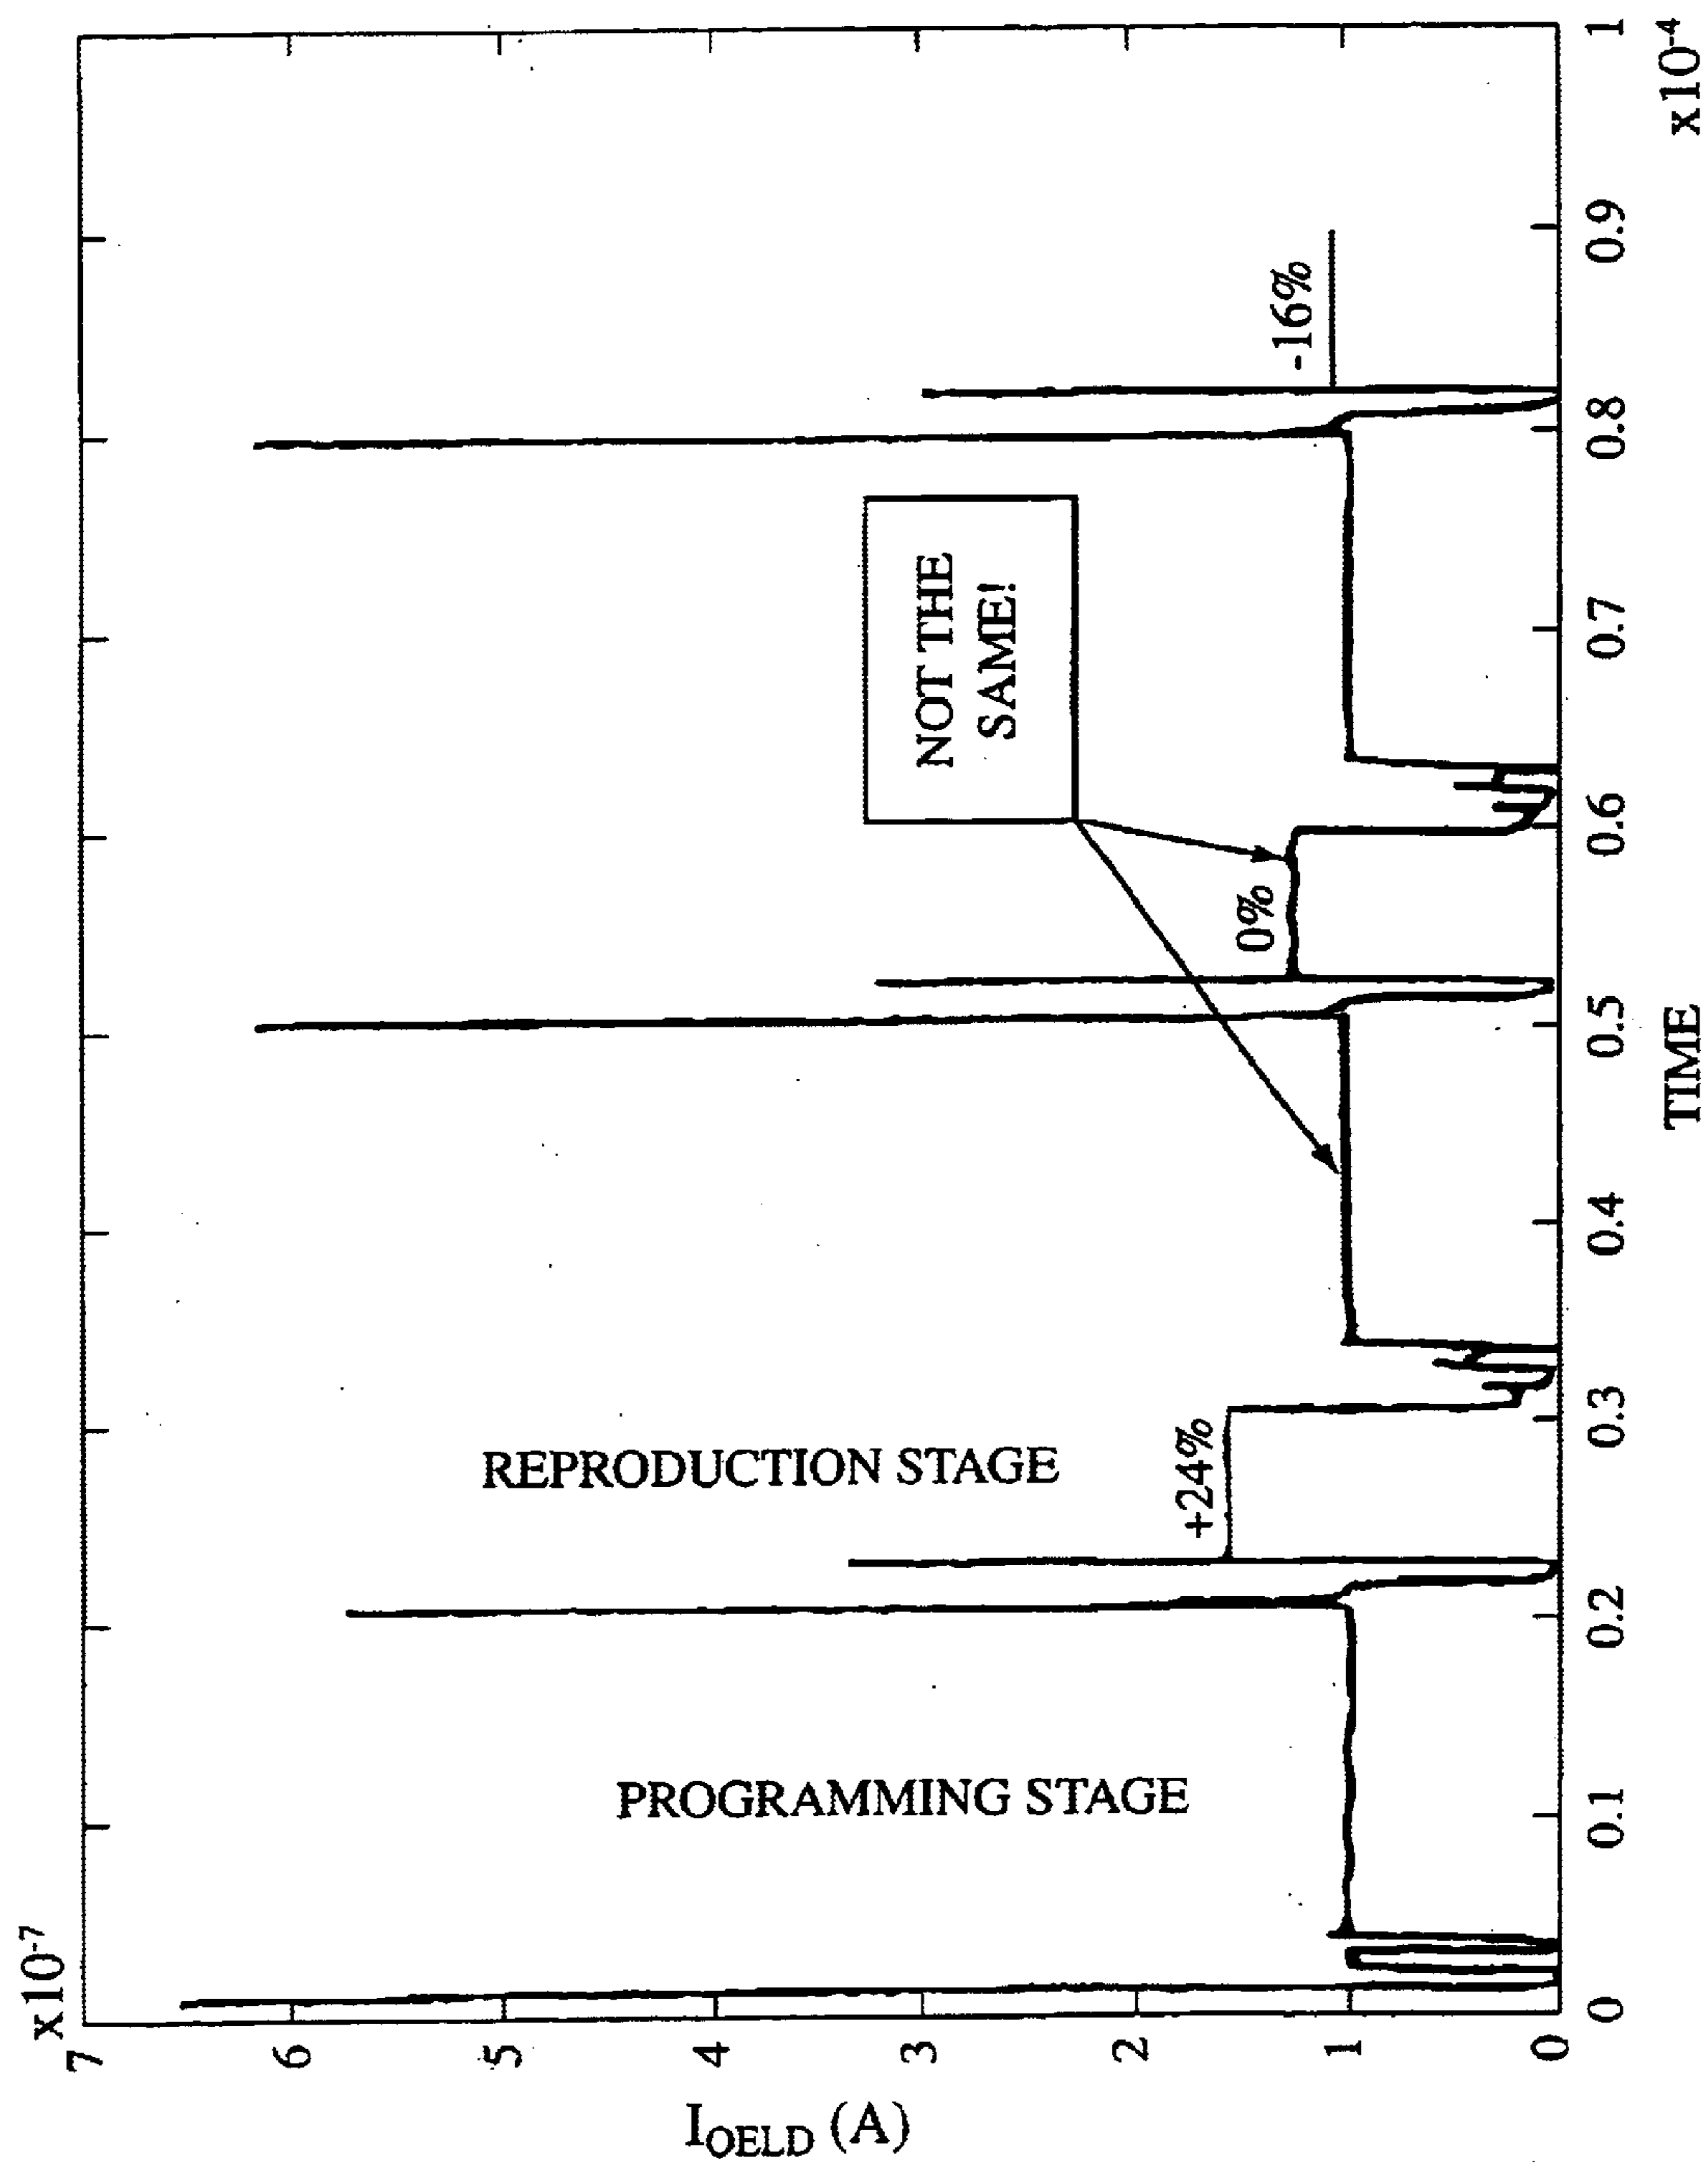 x10⁻⁷
7
6
5
4
3
2
1
0
I_OELD (A)
PROGRAMMING STAGE
REPRODUCTION STAGE
+24%
0%
NOT THE
SAME!
-16%
0
0.1
0.2
0.3
0.4
0.5
0.6
0.7
0.8
0.9
1
x10⁻⁴
TIME